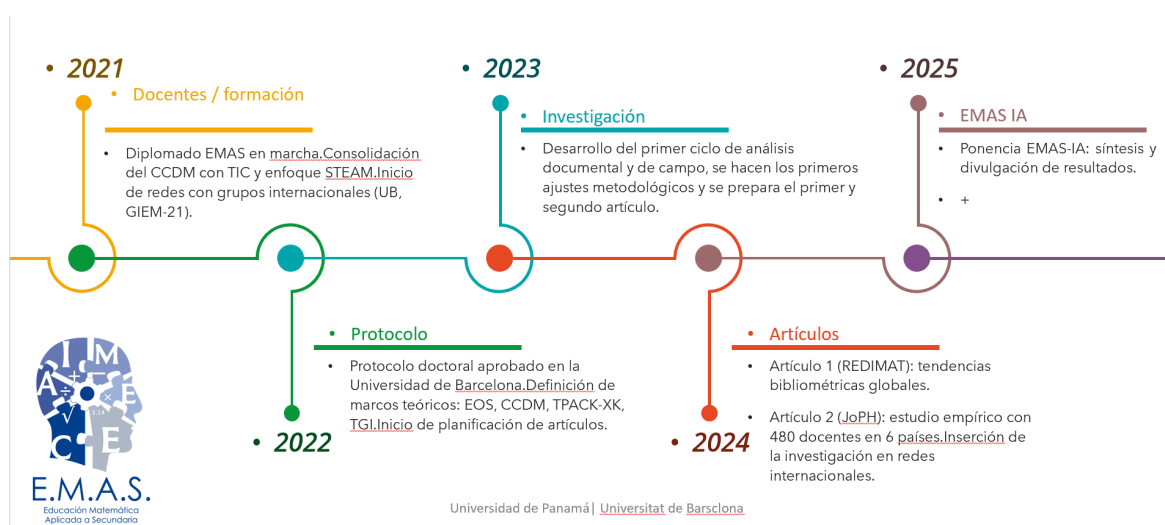 • 2021
• Docentes / formación
• Diplomado EMAS en marcha.Consolidación
del CCDM con TIC y enfoque STEAM.Inicio
de redes con grupos internacionales (UB,
GIEM-21).
• 2023
• Investigación
• Desarrollo del primer ciclo de análisis
documental y de campo, se hacen los primeros
ajustes metodológicos y se prepara el primer y
segundo artículo.
• 2025
• EMAS IA
• Ponencia EMAS-IA: síntesis y
divulgación de resultados.
• +
• Protocolo
• Protocolo doctoral aprobado en la
Universidad de Barcelona.Definición de
marcos teóricos: EOS, CCDM, TPACK-XK,
TGI.Inicio de planificación de artículos.
• 2022
• Artículos
Artículo 1 (REDIMAT): tendencias
bibliométricas globales.
• Artículo 2 (JoPH): estudio empírico con
480 docentes en 6 países.Inserción de
la investigación en redes
internacionales.
• 2024
I M
A + −
÷ × E
√ 3.14
C E
E.M.A.S.
Educación Matemática
Aplicada a Secundaria
Universidad de Panamá| Universitat de Barsclona